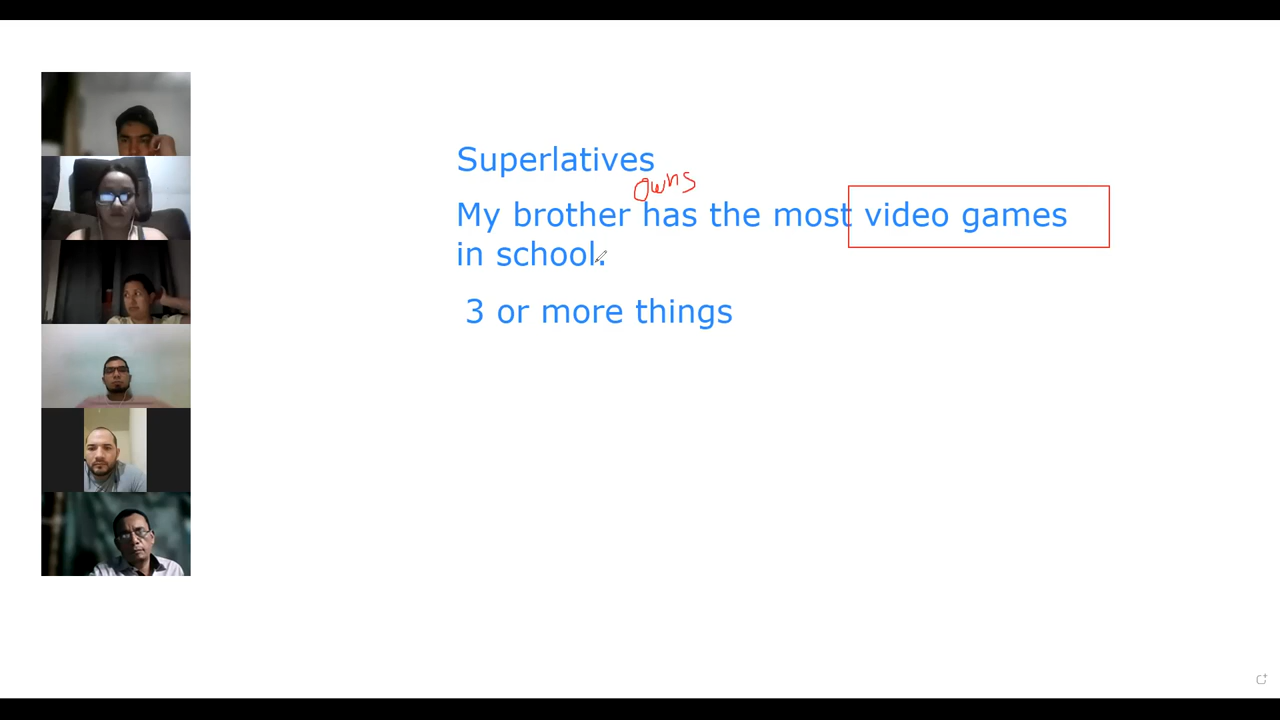 Superlatives
owns
My brother has the most video games
in school.
3 or more things